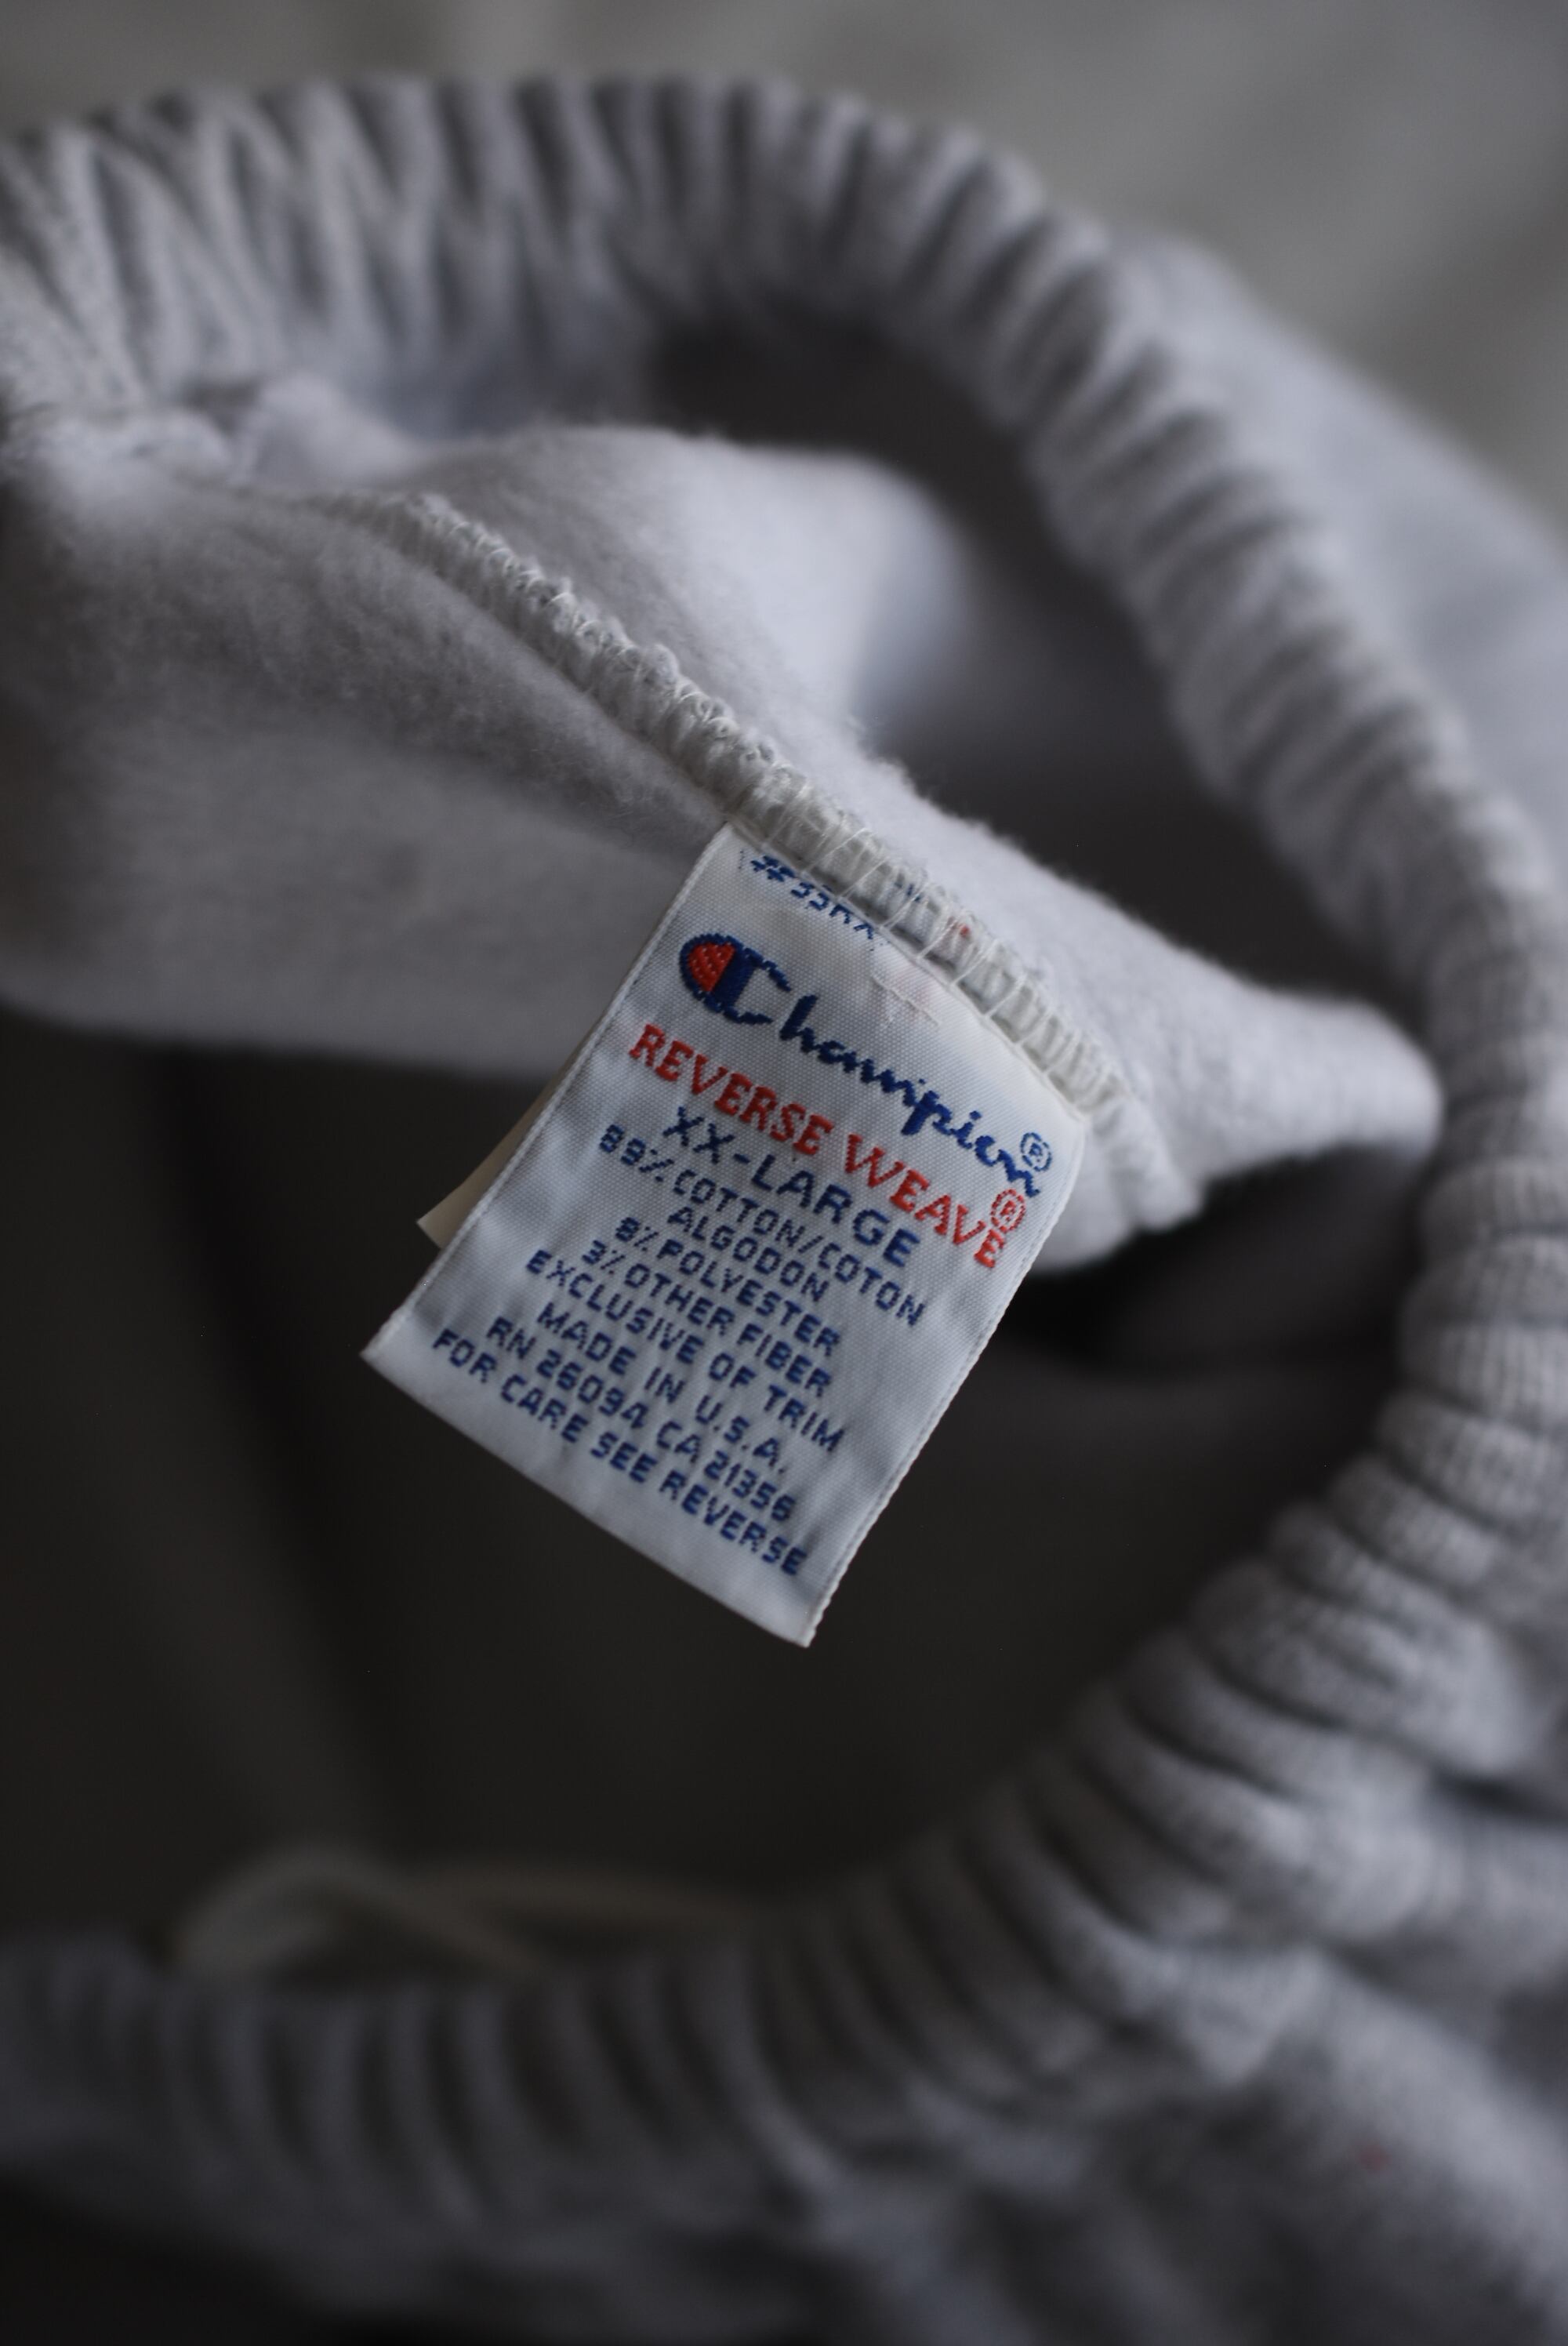 Champion®
REVERSE WEAVE®
XX-LARGE
89% COTTON/COTON
ALGODON
8% POLYESTER
3% OTHER FIBER
EXCLUSIVE OF TRIM
MADE IN U.S.A.
RN 26094 CA 21356
FOR CARE SEE REVERSE